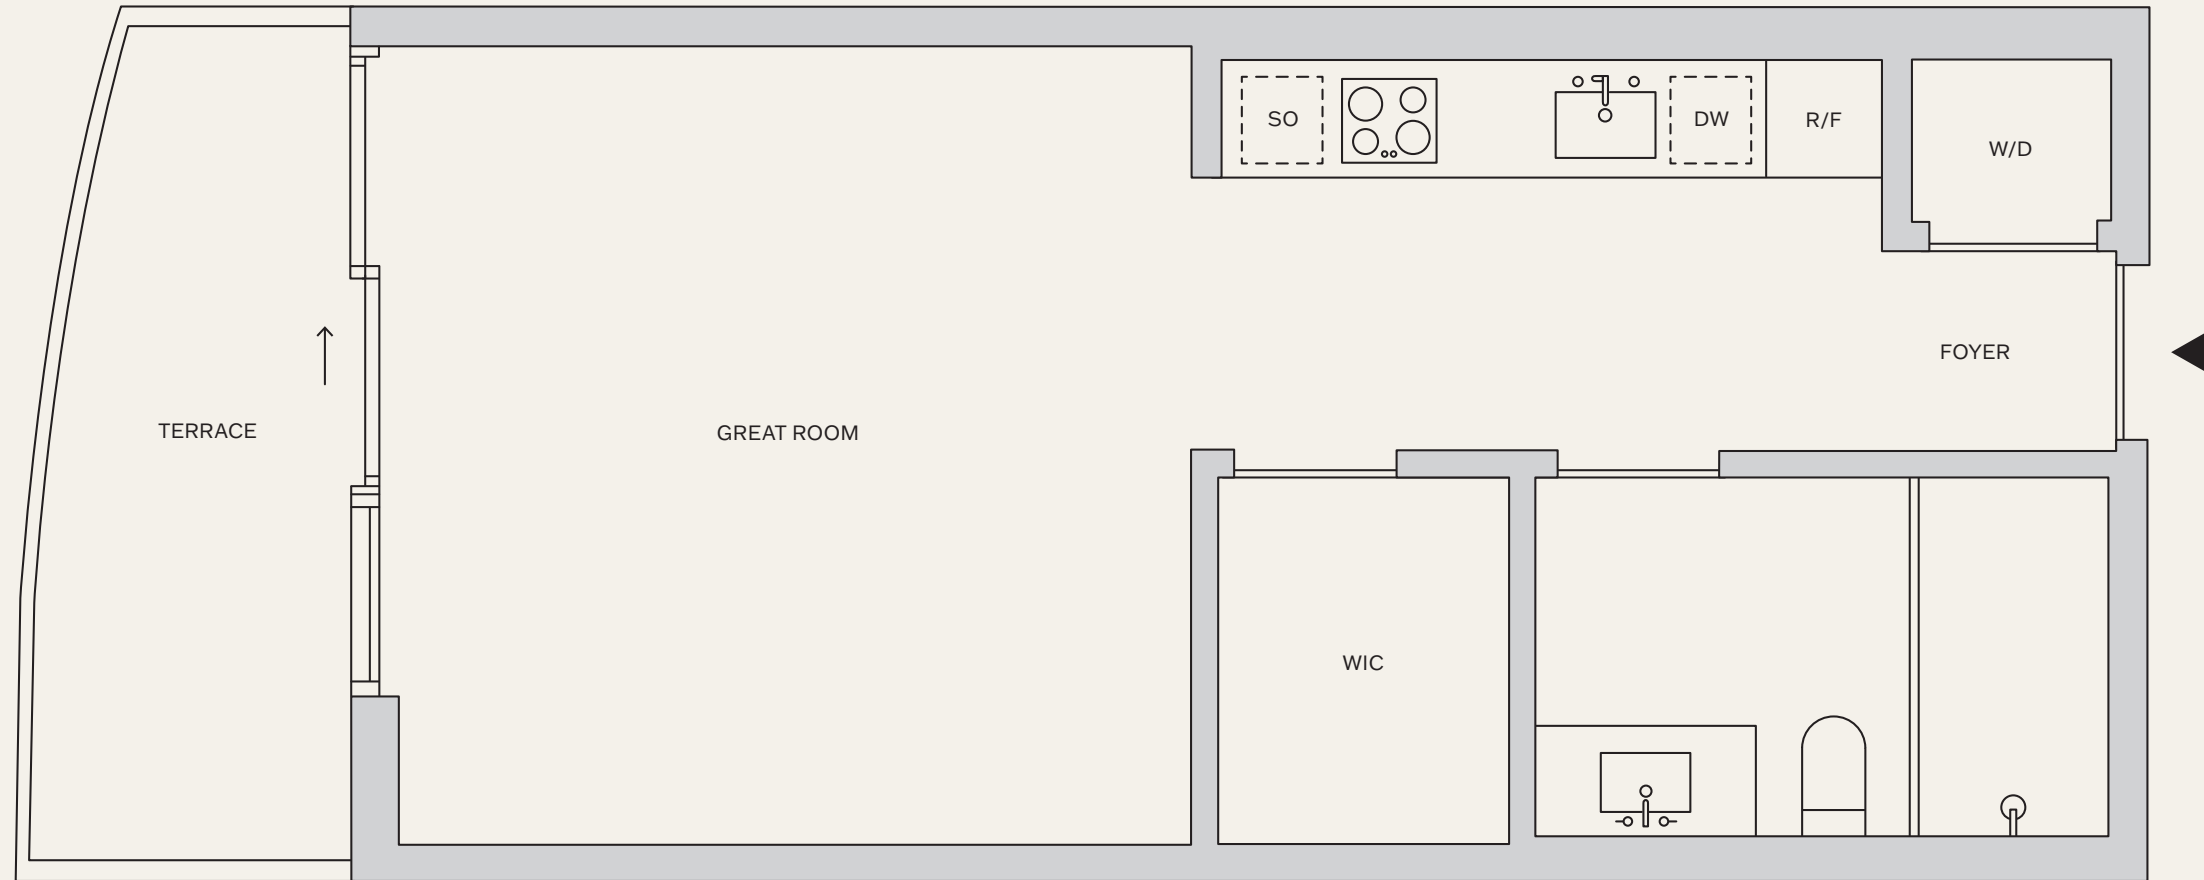 SO
DW
R/F
W/D
FOYER
TERRACE
GREAT ROOM
WIC